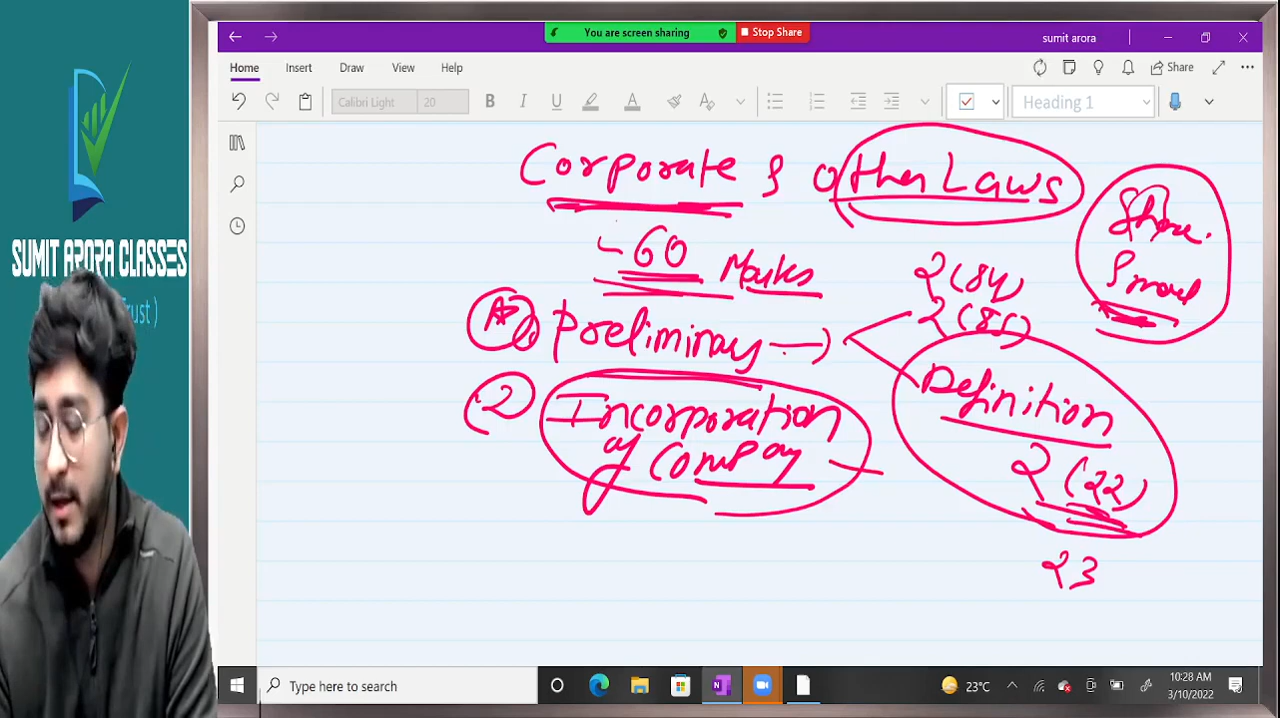 You are screen sharing
Stop Share
sumit arora
Home
Insert
Draw
View
Help
Share
Calibri Light
20
B
I
U
A
Heading 1
SUMIT ARORA CLASSES
Trust )
Corporate & other Laws
Share.
60 Marks
2(84)
2(85)
Preliminary
Definition
2(22)
23
(2) Incorporation
of Company
Type here to search
23°C
10:28 AM
3/10/2022